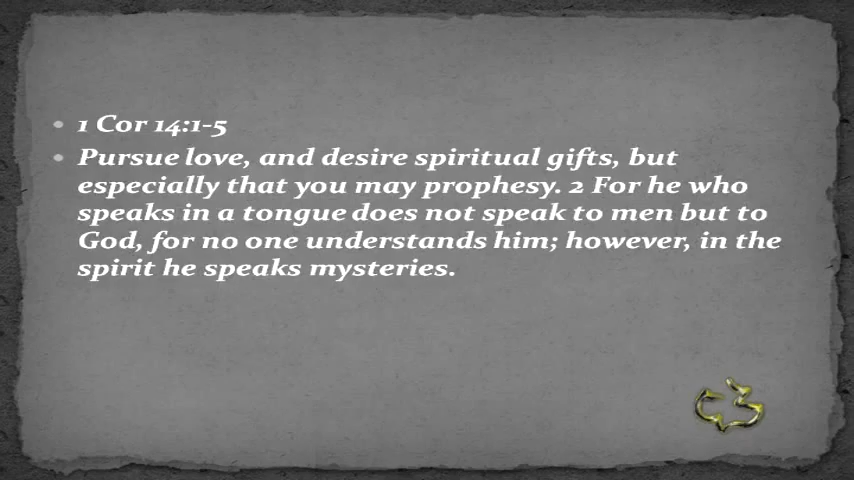 1 Cor 14:1-5
Pursue love, and desire spiritual gifts, but
especially that you may prophesy. 2 For he who
speaks in a tongue does not speak to men but to
God, for no one understands him; however, in the
spirit he speaks mysteries.